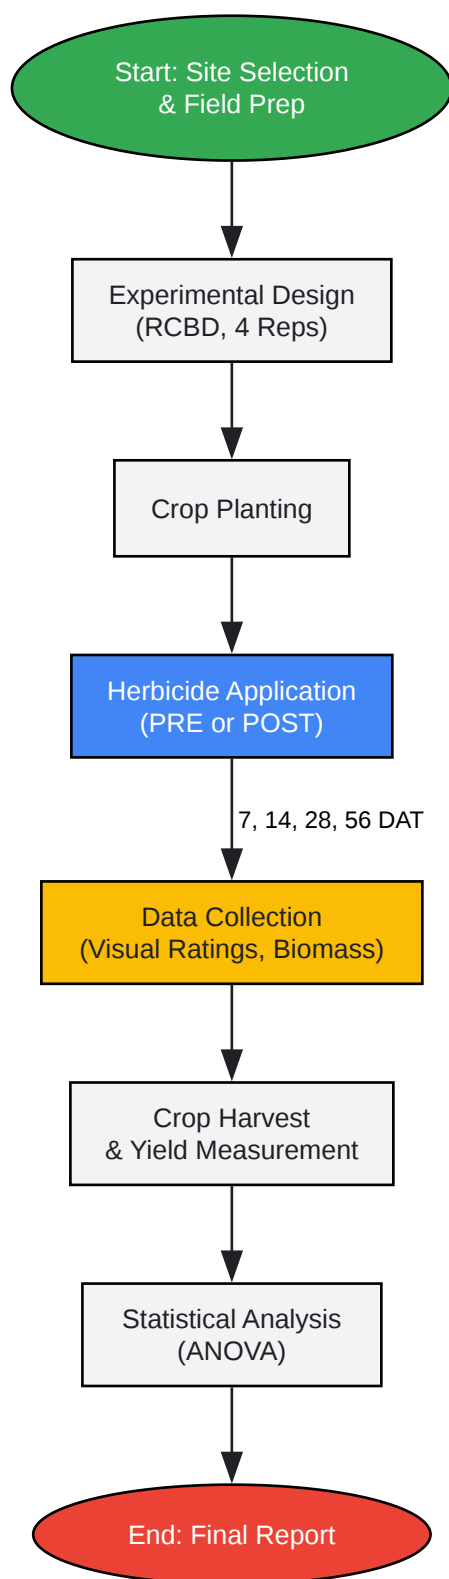 Start: Site Selection
& Field Prep
Experimental Design
(RCBD, 4 Reps)
Crop Planting
Herbicide Application
(PRE or POST)
7, 14, 28, 56 DAT
Data Collection
(Visual Ratings, Biomass)
Crop Harvest
& Yield Measurement
Statistical Analysis
(ANOVA)
End: Final Report